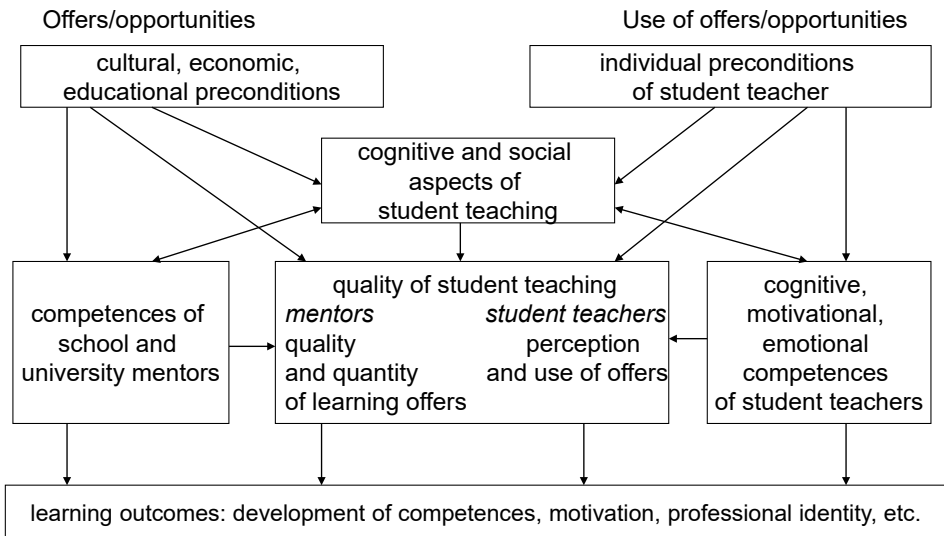 Offers/opportunities
Use of offers/opportunities
cultural, economic,
educational preconditions
individual preconditions
of student teacher
cognitive and social
aspects of
student teaching
competences of
school and
university mentors
quality of student teaching
mentors
quality
and quantity
of learning offers
student teachers
perception
and use of offers
cognitive,
motivational,
emotional
competences
of student teachers
learning outcomes: development of competences, motivation, professional identity, etc.